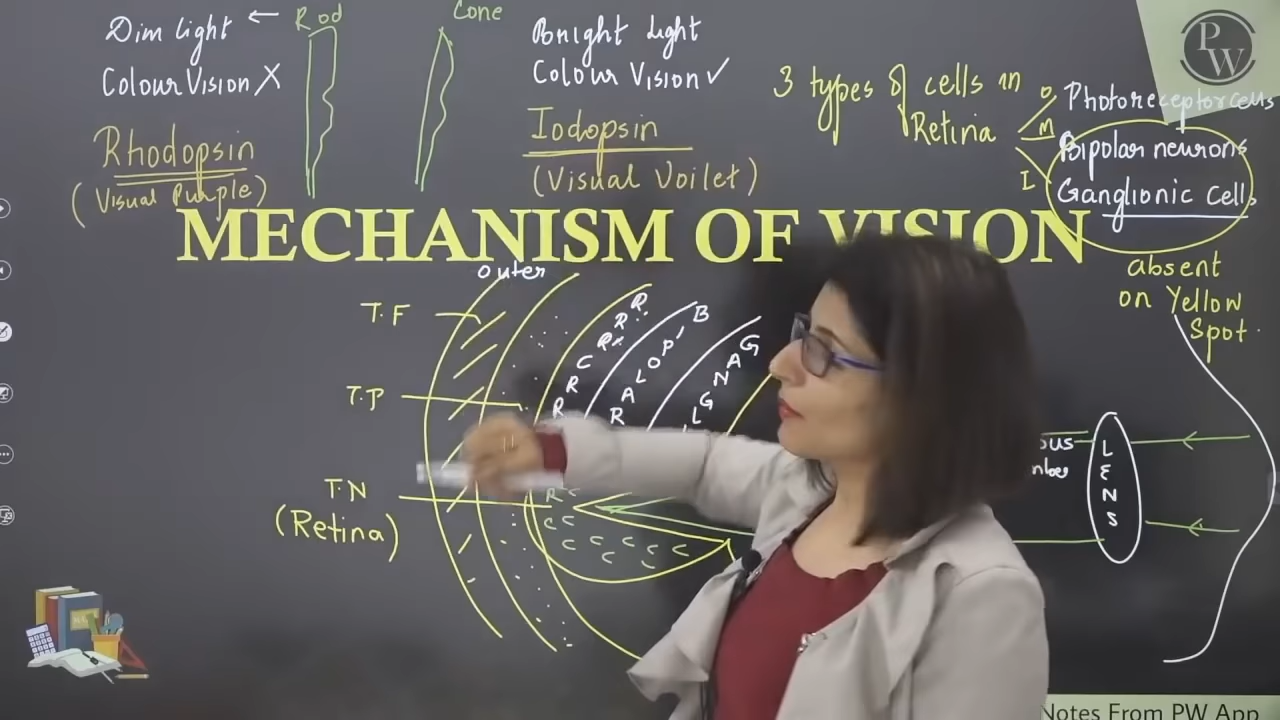 Rod
Cone
Dim Light ←
Colour Vision X
Rhodopsin
(Visual Purple)
Bright Light
Colour Vision ✓
Iodopsin
(Visual Voilet)
3 types of cells in
Retina
O
M
I
Photoreceptor cells
Bipolar neurons
Ganglionic Cells
PW
MECHANISM OF VISION
absent
on Yellow
Spot.
outer
T.F
T.P
T.N
(Retina)
R
R
R
R
C
R
R
B
I
P
O
L
A
R
G
A
N
G
L
R C
C C
C C C C C
C C
LENS
Notes From PW App